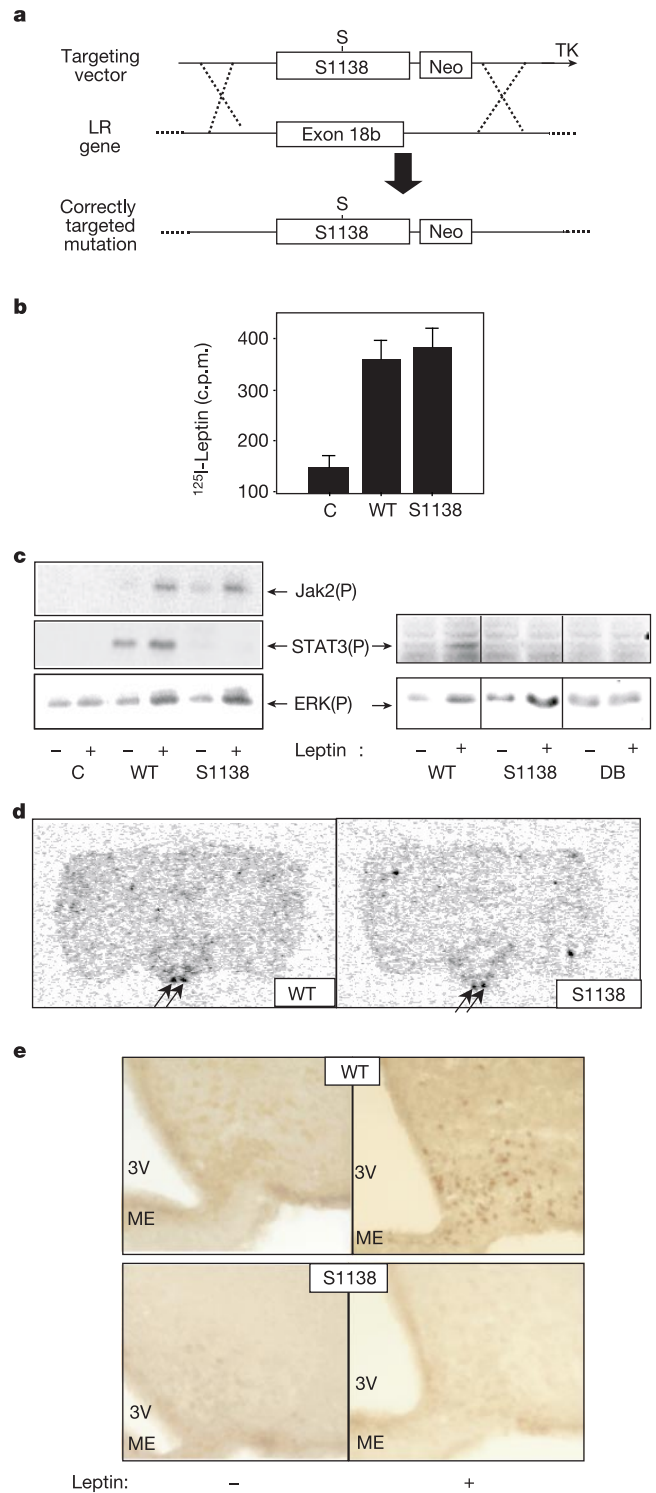 a
S
TK
Targeting
vector
S1138
Neo
LR
gene
Exon 18b
S
Correctly
targeted
mutation
S1138
Neo
b
125I-Leptin (c.p.m.)
400
300
200
100
C WT S1138
c
Jak2(P)
STAT3(P)
ERK(P)
– + – + – + Leptin : – + – + – +
C WT S1138 WT S1138 DB
d
WT
S1138
e
WT
3V
ME
3V
ME
S1138
3V
ME
3V
ME
Leptin: – +